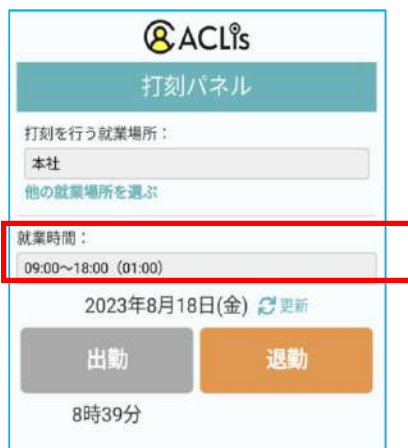 ACLis
打刻パネル
打刻を行う就業場所：
本社
他の就業場所を選ぶ
就業時間：
09:00～18:00（01:00）
2023年8月18日(金) 更新
出勤 退勤
8時39分